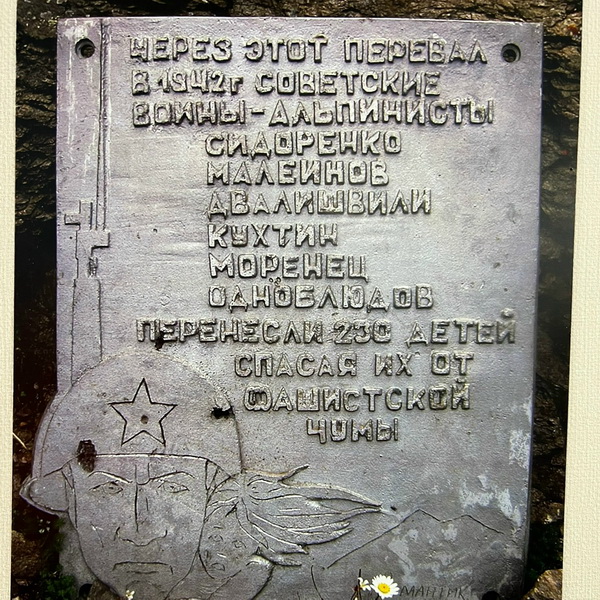 ЧЕРЕЗ ЭТОТ ПЕРЕВАЛ
В 1942г СОВЕТСКИЕ
ВОИНЫ-АЛЬПИНИСТЫ
СИДОРЕНКО
МАЛЕИНОВ
ДВАЛИШВИЛИ
КУХТИН
МОРЕНЕЦ
ОДНОБЛЮДОВ
ПЕРЕНЕСЛИ 230 ДЕТЕЙ
СПАСАЯ ИХ ОТ
ФАШИСТСКОЙ
ЧУМЫ